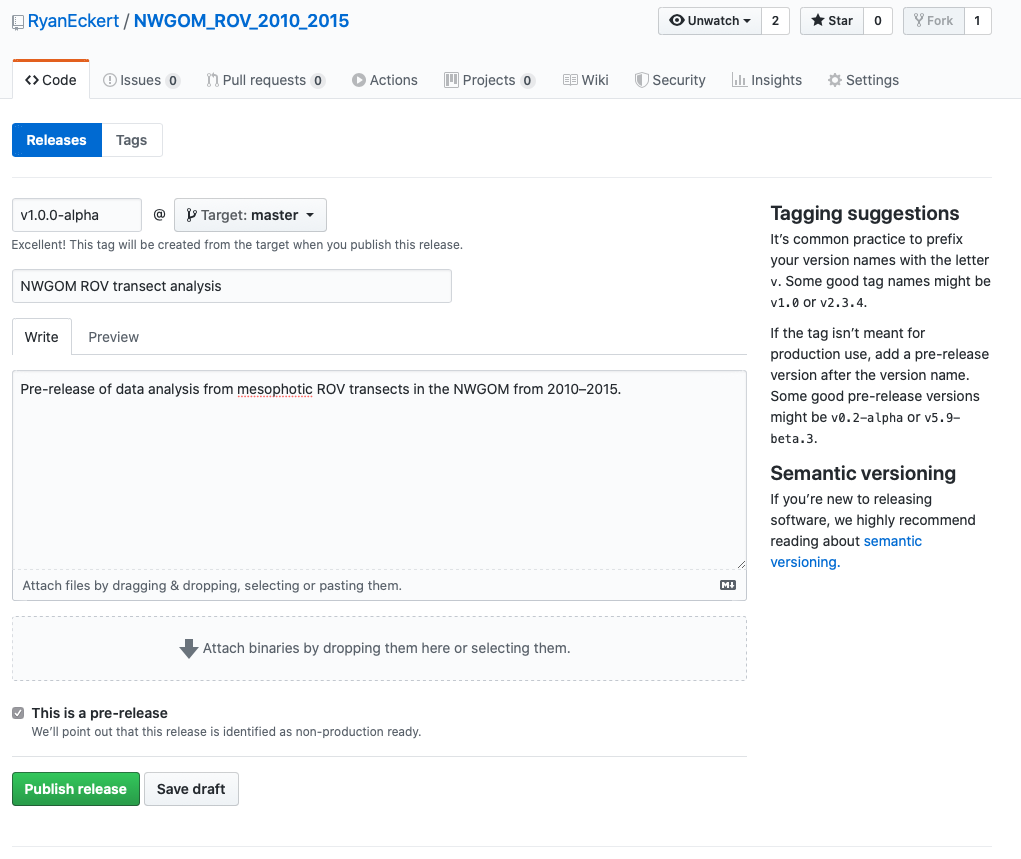 RyanEckert / NWGOM_ROV_2010_2015
Unwatch 2 Star 0 Fork 1
Code Issues 0 Pull requests 0 Actions Projects 0 Wiki Security Insights Settings
Releases Tags
v1.0.0-alpha @ Target: master
Excellent! This tag will be created from the target when you publish this release.
NWGOM ROV transect analysis
Write Preview
Pre-release of data analysis from mesophotic ROV transects in the NWGOM from 2010–2015.
Attach files by dragging & dropping, selecting or pasting them.
Attach binaries by dropping them here or selecting them.
This is a pre-release
We’ll point out that this release is identified as non-production ready.
Publish release Save draft
Tagging suggestions
It’s common practice to prefix
your version names with the letter
v. Some good tag names might be
v1.0 or v2.3.4.
If the tag isn’t meant for
production use, add a pre-release
version after the version name.
Some good pre-release versions
might be v0.2-alpha or v5.9-
beta.3.
Semantic versioning
If you’re new to releasing
software, we highly recommend
reading about semantic
versioning.